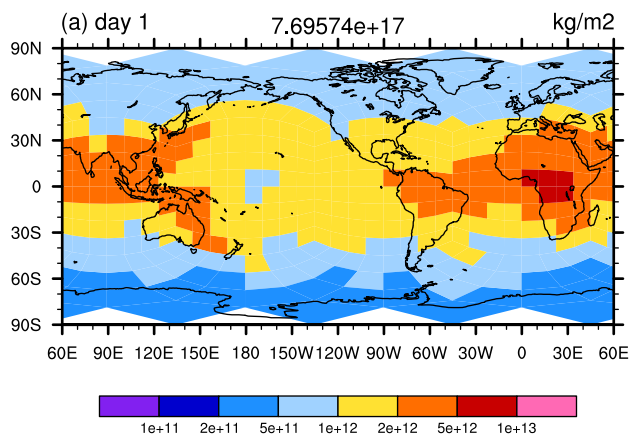 (a) day 1 7.69574e+17 kg/m2
90N
60N
30N
0
30S
60S
90S
60E 90E 120E 150E 180 150W 120W 90W 60W 30W 0 30E 60E
1e+11 2e+11 5e+11 1e+12 2e+12 5e+12 1e+13